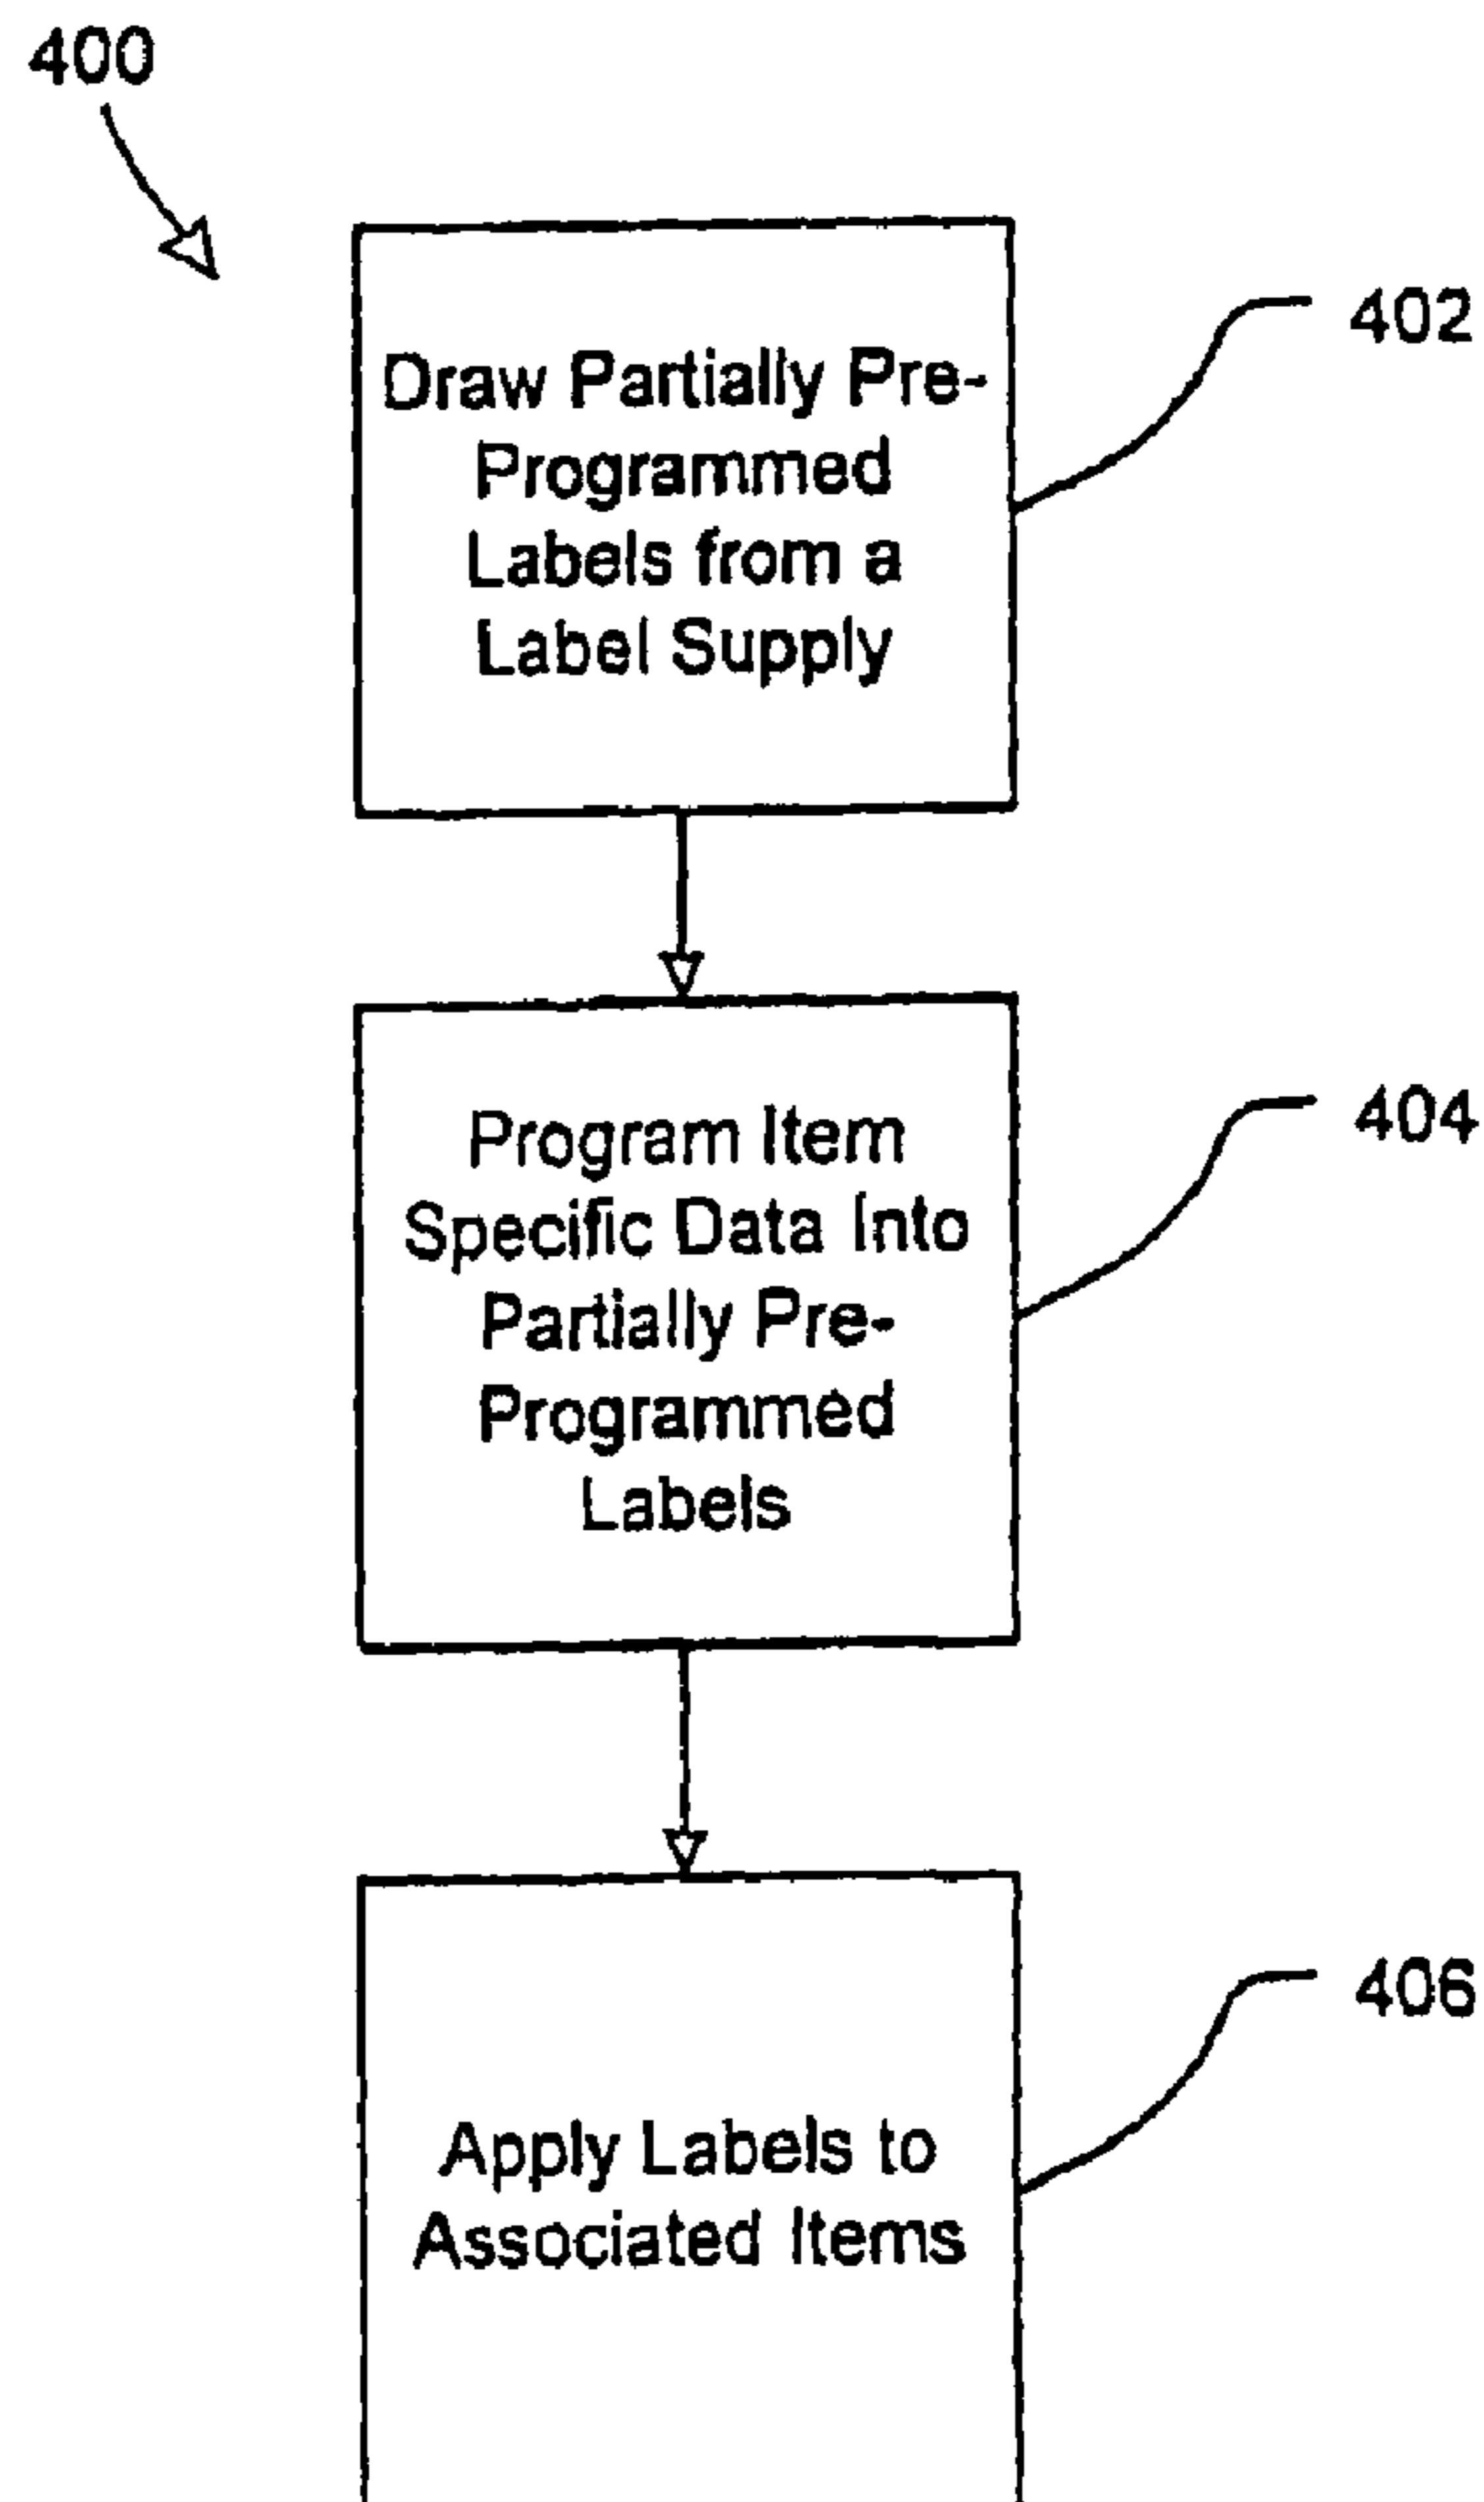 400
402
Draw Partially Pre-
Programmed
Labels from a
Label Supply
404
Program Item
Specific Data Into
Partially Pre-
Programmed
Labels
406
Apply Labels to
Associated Items